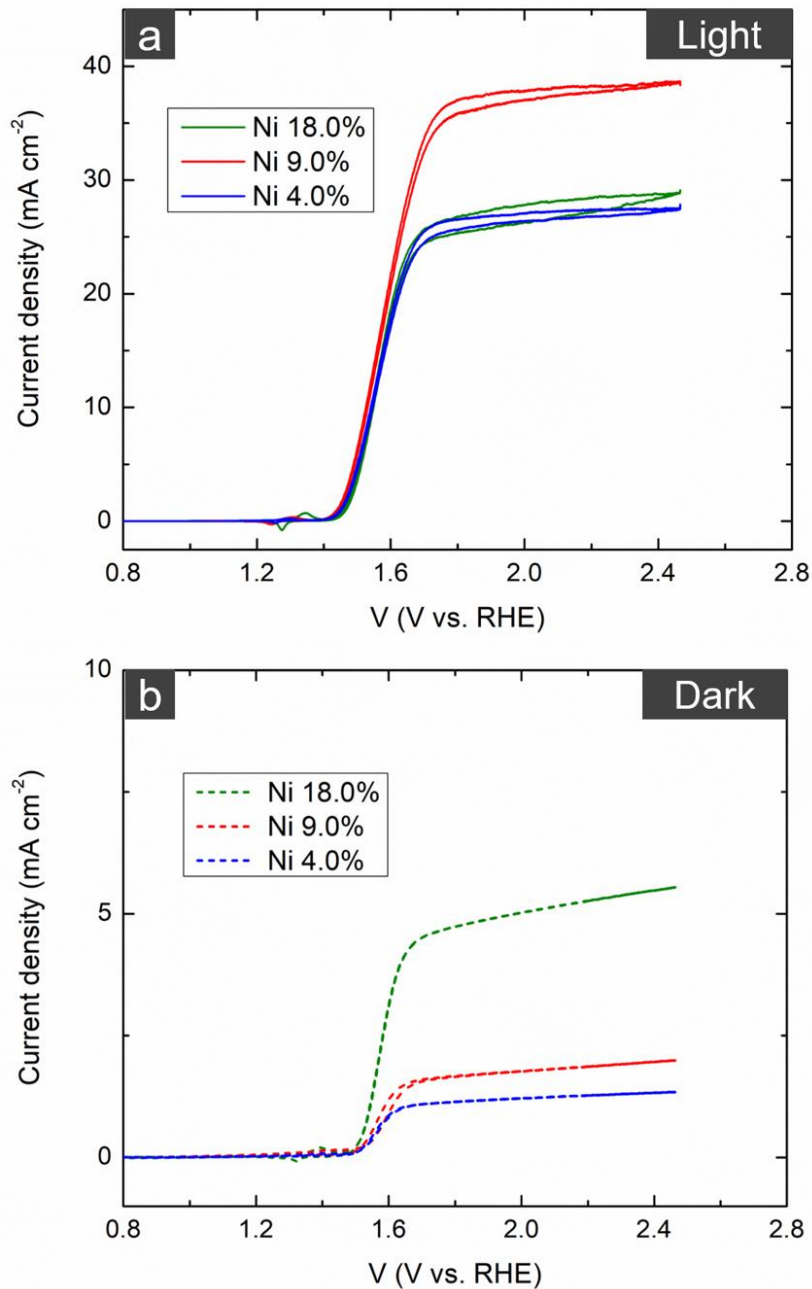 a
Light
40
30
20
10
0
Current density (mA cm⁻²)
Ni 18.0%
Ni 9.0%
Ni 4.0%
0.8 1.2 1.6 2.0 2.4 2.8
V (V vs. RHE)
b
Dark
10
5
0
Current density (mA cm⁻²)
Ni 18.0%
Ni 9.0%
Ni 4.0%
0.8 1.2 1.6 2.0 2.4 2.8
V (V vs. RHE)